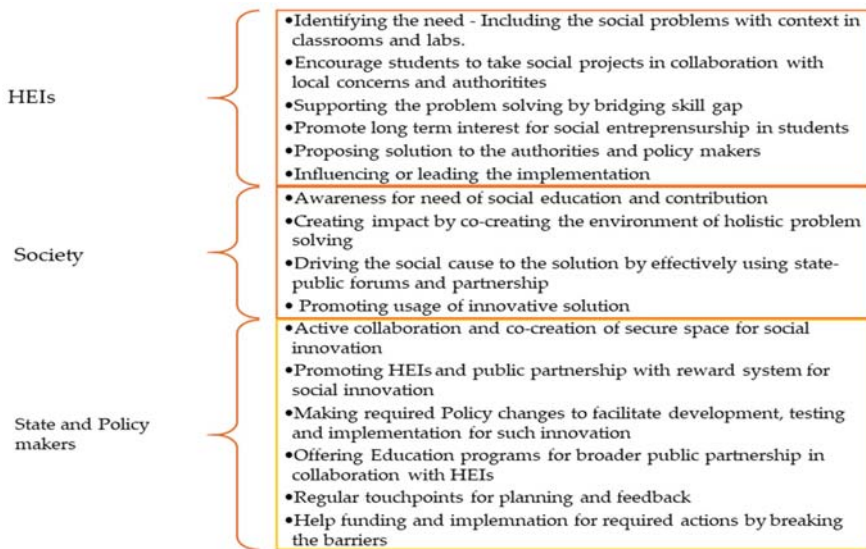 HEIs
•Identifying the need - Including the social problems with context in
classrooms and labs.
•Encourage students to take social projects in collaboration with
local concerns and authoritites
•Supporting the problem solving by bridging skill gap
•Promote long term interest for social entreprensurship in students
•Proposing solution to the authorities and policy makers
•Influencing or leading the implementation
Society
•Awareness for need of social education and contribution
•Creating impact by co-creating the environment of holistic problem
solving
•Driving the social cause to the solution by effectively using state-
public forums and partnership
• Promoting usage of innovative solution
State and Policy
makers
•Active collaboration and co-creation of secure space for social
innovation
•Promoting HEIs and public partnership with reward system for
social innovation
•Making required Policy changes to facilitate development, testing
and implementation for such innovation
•Offering Education programs for broader public partnership in
collaboration with HEIs
•Regular touchpoints for planning and feedback
•Help funding and implemnation for required actions by breaking
the barriers